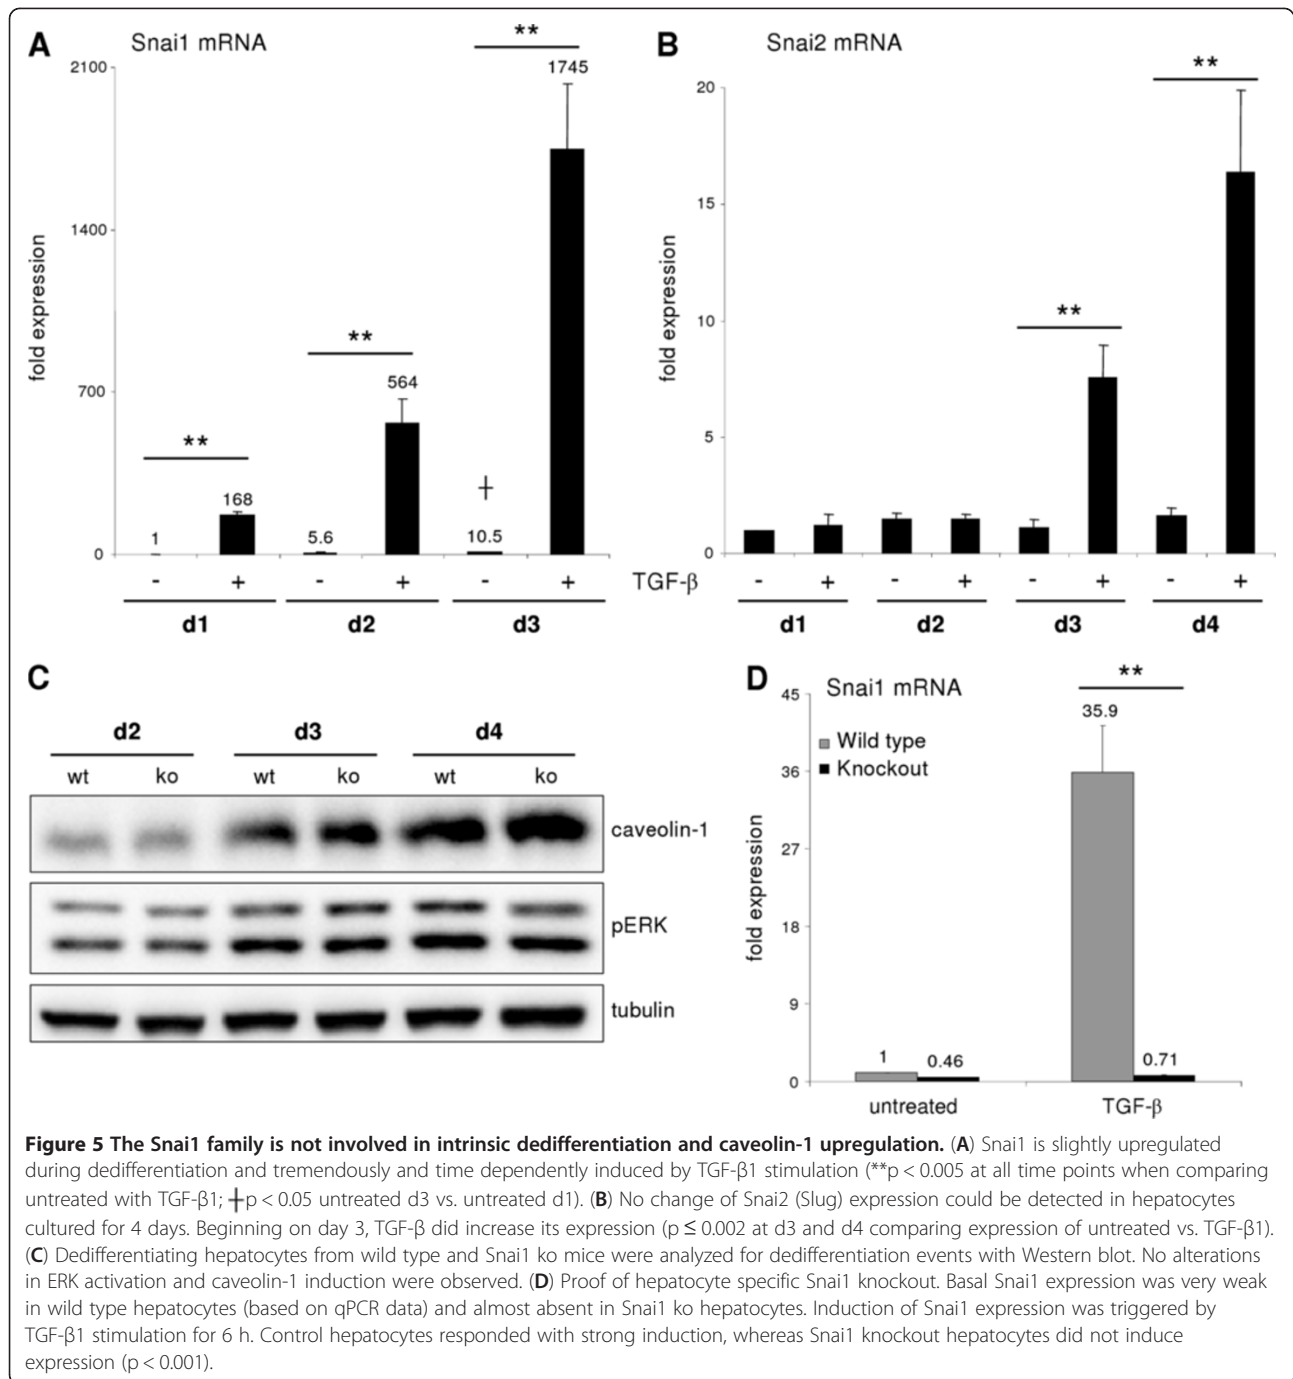 A Snai1 mRNA
**
2100
1745
1400
fold expression
**
700
564
**
168
┼
1
5.6
10.5
0
- + - + - + TGF-β
d1 d2 d3
B Snai2 mRNA
**
20
15
fold expression
**
10
5
0
- + - + - + - +
d1 d2 d3 d4
C
d2 d3 d4
wt ko wt ko wt ko
caveolin-1
pERK
tubulin
D Snai1 mRNA
**
45
35.9
Wild type
Knockout
36
fold expression
27
18
9
1 0.46 0.71
0
untreated TGF-β
Figure 5 The Snai1 family is not involved in intrinsic dedifferentiation and caveolin-1 upregulation. (A) Snai1 is slightly upregulated
during dedifferentiation and tremendously and time dependently induced by TGF-β1 stimulation (**p < 0.005 at all time points when comparing
untreated with TGF-β1; ┼p < 0.05 untreated d3 vs. untreated d1). (B) No change of Snai2 (Slug) expression could be detected in hepatocytes
cultured for 4 days. Beginning on day 3, TGF-β did increase its expression (p ≤ 0.002 at d3 and d4 comparing expression of untreated vs. TGF-β1).
(C) Dedifferentiating hepatocytes from wild type and Snai1 ko mice were analyzed for dedifferentiation events with Western blot. No alterations
in ERK activation and caveolin-1 induction were observed. (D) Proof of hepatocyte specific Snai1 knockout. Basal Snai1 expression was very weak
in wild type hepatocytes (based on qPCR data) and almost absent in Snai1 ko hepatocytes. Induction of Snai1 expression was triggered by
TGF-β1 stimulation for 6 h. Control hepatocytes responded with strong induction, whereas Snai1 knockout hepatocytes did not induce
expression (p < 0.001).